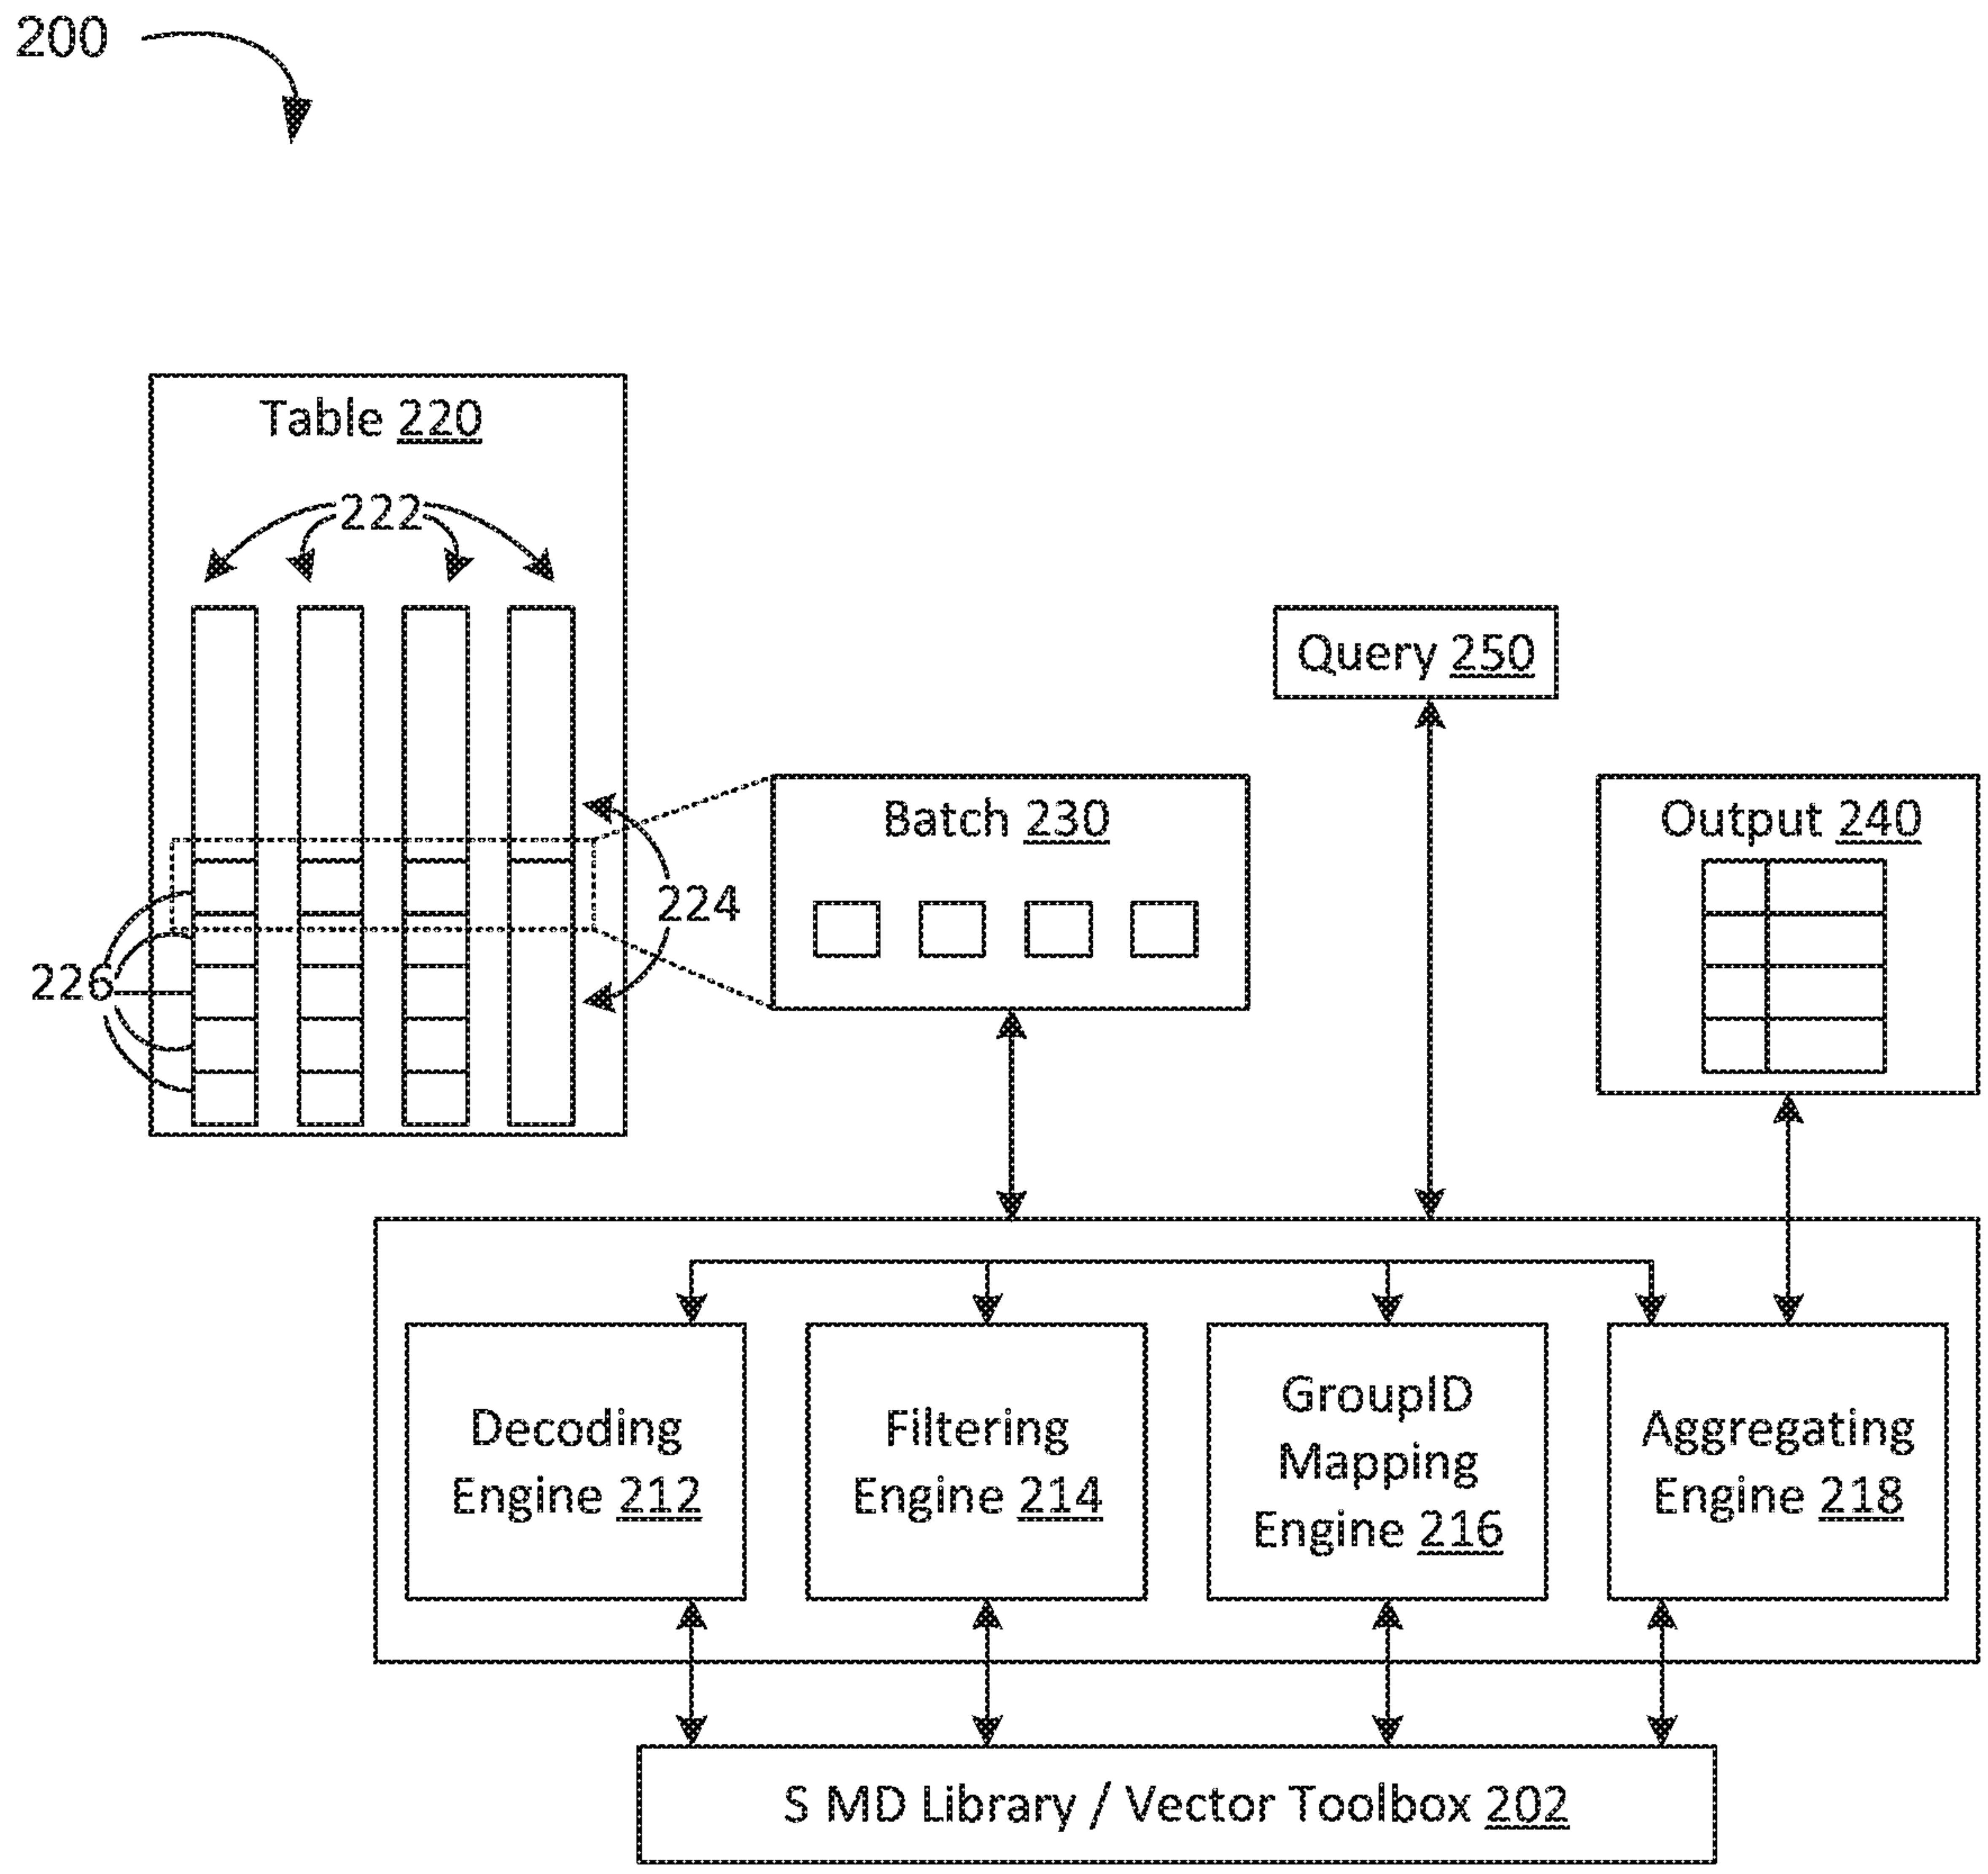 200
Table 220
222
Query 250
Batch 230
Output 240
224
226
Decoding
Engine 212
Filtering
Engine 214
GroupID
Mapping
Engine 216
Aggregating
Engine 218
S MD Library / Vector Toolbox 202